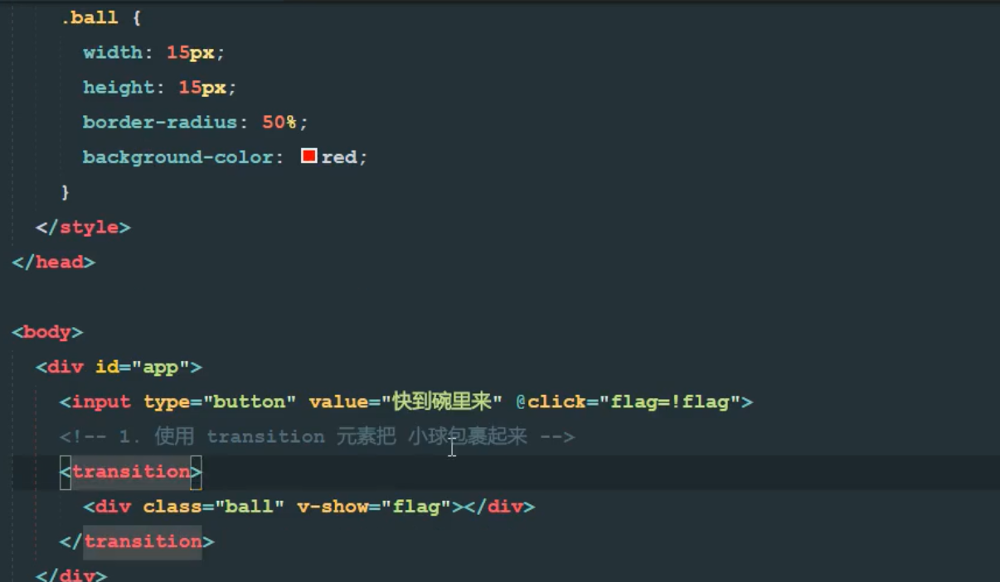 .ball {
width: 15px;
height: 15px;
border-radius: 50%;
background-color: red;
}
</style>
</head>
<body>
<div id="app">
<input type="button" value="快到碗里来" @click="flag=!flag">
<!-- 1. 使用 transition 元素把 小球包裹起来 -->
<transition>
<div class="ball" v-show="flag"></div>
</transition>
</div>